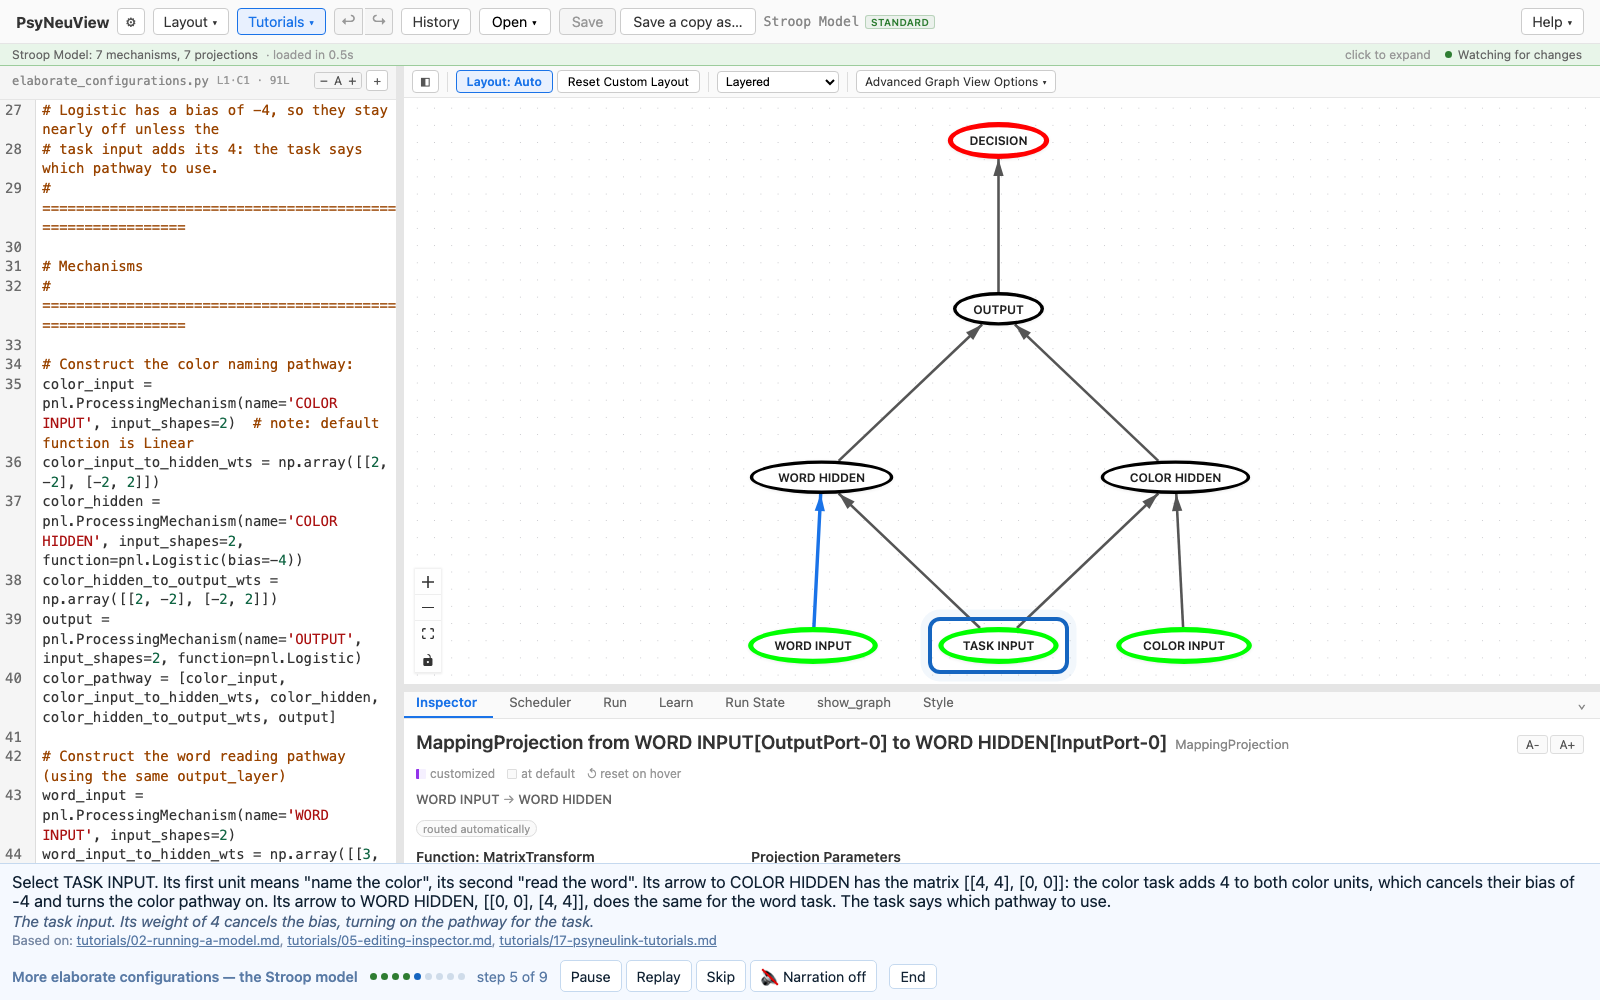 PsyNeuView ⚙ Layout ▾ Tutorials ▾ ↩ ↪ History Open ▾ Save Save a copy as... Stroop Model STANDARD Help ▾
Stroop Model: 7 mechanisms, 7 projections · loaded in 0.5s click to expand ● Watching for changes
elaborate_configurations.py L1:C1 · 91L − A + +
Layout: Auto Reset Custom Layout Layered Advanced Graph View Options ▾
27 # Logistic has a bias of −4, so they stay
nearly off unless the
28 # task input adds its 4: the task says
which pathway to use.
29 #
==========================================
=================
30
31 # Mechanisms
32 #
==========================================
=================
33
34 # Construct the color naming pathway:
35 color_input =
pnl.ProcessingMechanism(name='COLOR
INPUT', input_shapes=2)  # note: default
function is Linear
36 color_input_to_hidden_wts = np.array([[2,
-2], [-2, 2]])
37 color_hidden =
pnl.ProcessingMechanism(name='COLOR
HIDDEN', input_shapes=2,
function=pnl.Logistic(bias=-4))
38 color_hidden_to_output_wts =
np.array([[2, -2], [-2, 2]])
39 output =
pnl.ProcessingMechanism(name='OUTPUT',
input_shapes=2, function=pnl.Logistic)
40 color_pathway = [color_input,
color_input_to_hidden_wts, color_hidden,
color_hidden_to_output_wts, output]
41
42 # Construct the word reading pathway
(using the same output_layer)
43 word_input =
pnl.ProcessingMechanism(name='WORD
INPUT', input_shapes=2)
44 word_input_to_hidden_wts = np.array([[3,
DECISION
OUTPUT
WORD HIDDEN COLOR HIDDEN
WORD INPUT TASK INPUT COLOR INPUT
Inspector Scheduler Run Learn Run State show_graph Style
MappingProjection from WORD INPUT[OutputPort-0] to WORD HIDDEN[InputPort-0] MappingProjection A- A+
customized at default ↺ reset on hover
WORD INPUT → WORD HIDDEN
routed automatically
Function: MatrixTransform Projection Parameters
Select TASK INPUT. Its first unit means "name the color", its second "read the word". Its arrow to COLOR HIDDEN has the matrix [[4, 4], [0, 0]]: the color task adds 4 to both color units, which cancels their bias of
-4 and turns the color pathway on. Its arrow to WORD HIDDEN, [[0, 0], [4, 4]], does the same for the word task. The task says which pathway to use.
The task input. Its weight of 4 cancels the bias, turning on the pathway for the task.
Based on: tutorials/02-running-a-model.md, tutorials/05-editing-inspector.md, tutorials/17-psyneulink-tutorials.md
More elaborate configurations — the Stroop model step 5 of 9 Pause Replay Skip Narration off End